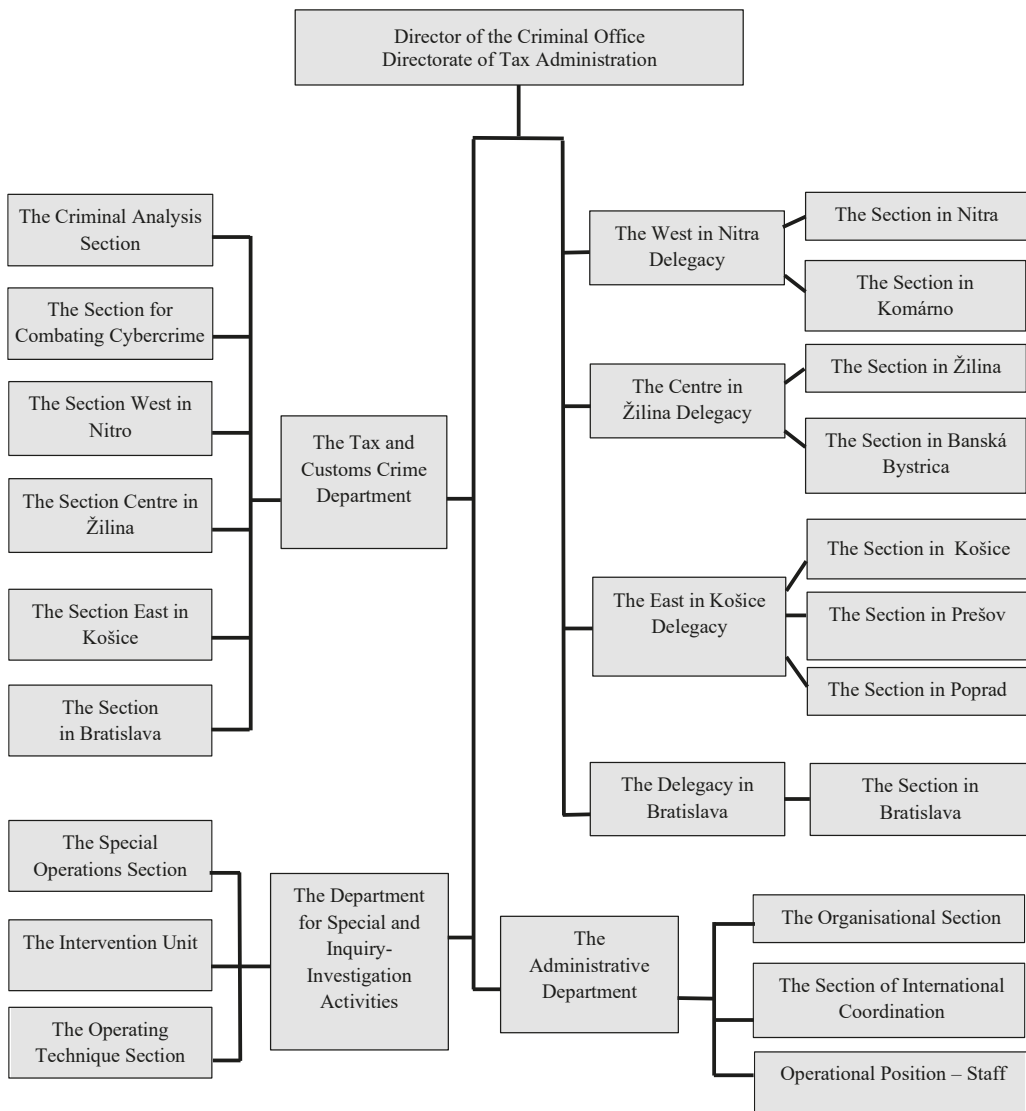 Director of the Criminal Office
Directorate of Tax Administration
The Criminal Analysis
Section
The Section for
Combating Cybercrime
The Section West in
Nitro
The Section Centre in
Žilina
The Section East in
Košice
The Section
in Bratislava
The Tax and
Customs Crime
Department
The Special
Operations Section
The Intervention Unit
The Operating
Technique Section
The Department
for Special and
Inquiry-
Investigation
Activities
The West in Nitra
Delegacy
The Section in Nitra
The Section in
Komárno
The Centre in
Žilina Delegacy
The Section in Žilina
The Section in Banská
Bystrica
The East in Košice
Delegacy
The Section in Košice
The Section in Prešov
The Section in Poprad
The Delegacy in
Bratislava
The Section in
Bratislava
The
Administrative
Department
The Organisational Section
The Section of International
Coordination
Operational Position – Staff